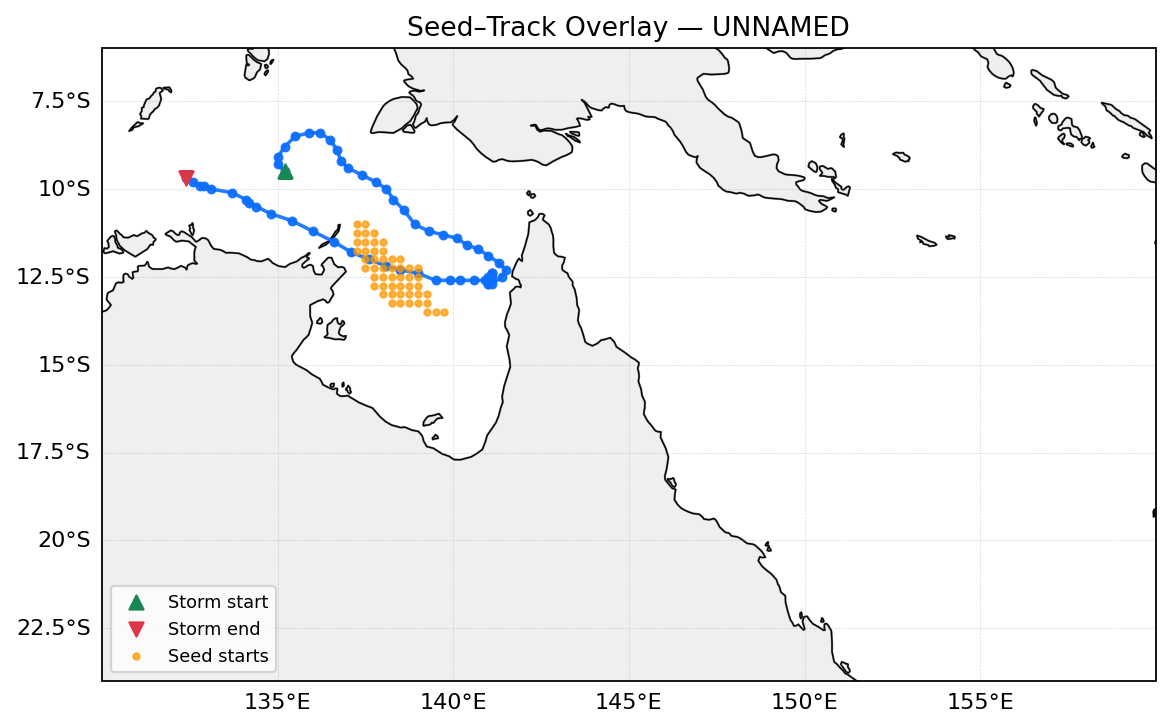 Seed–Track Overlay — UNNAMED
7.5°S
10°S
12.5°S
15°S
17.5°S
20°S
22.5°S
Storm start
Storm end
Seed starts
135°E
140°E
145°E
150°E
155°E